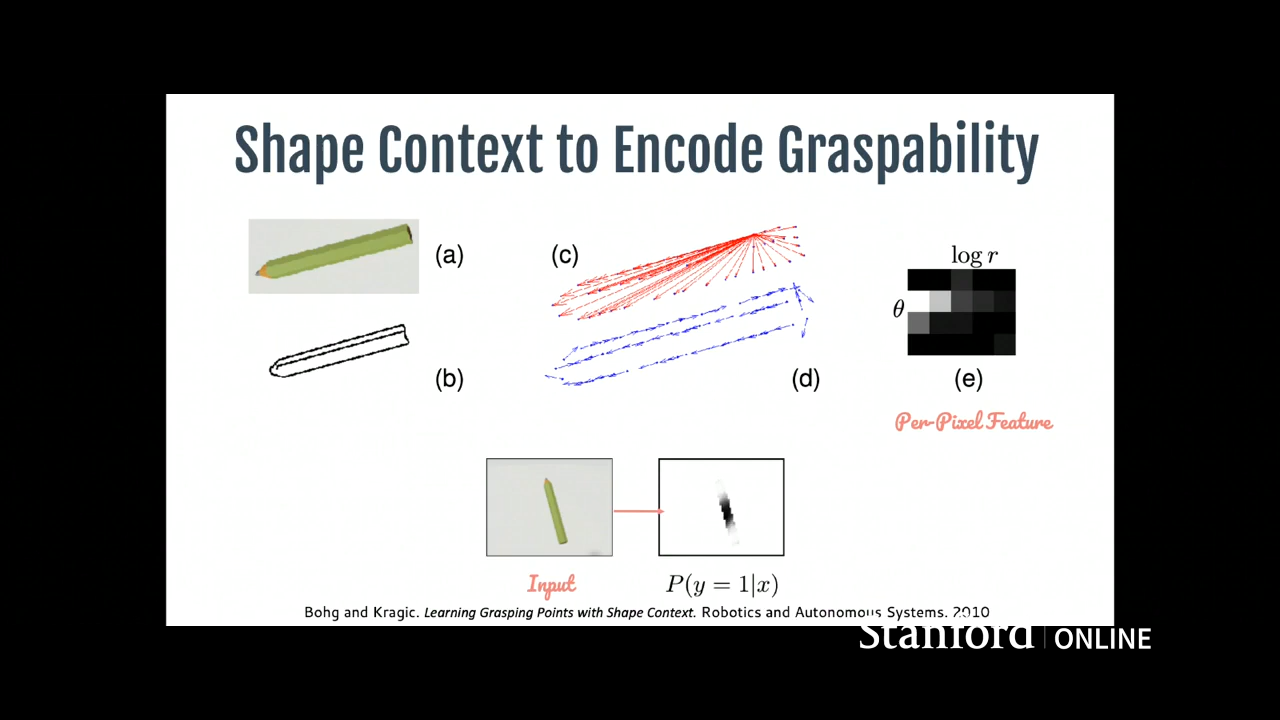 Shape Context to Encode Graspability
(a)
(b)
(c)
(d)
log r
θ
(e)
Per-Pixel Feature
Input
P(y = 1|x)
Bohg and Kragic. Learning Grasping Points with Shape Context. Robotics and Autonomous Systems. 2010
Stanford ONLINE